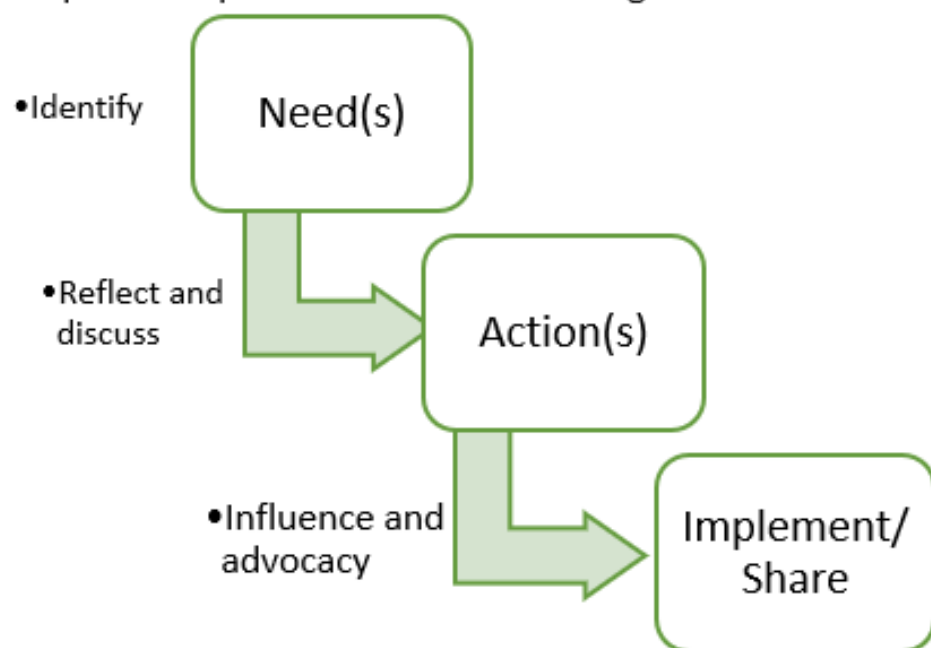 •Identify
Need(s)
•Reflect and
discuss
Action(s)
•Influence and
advocacy
Implement/
Share